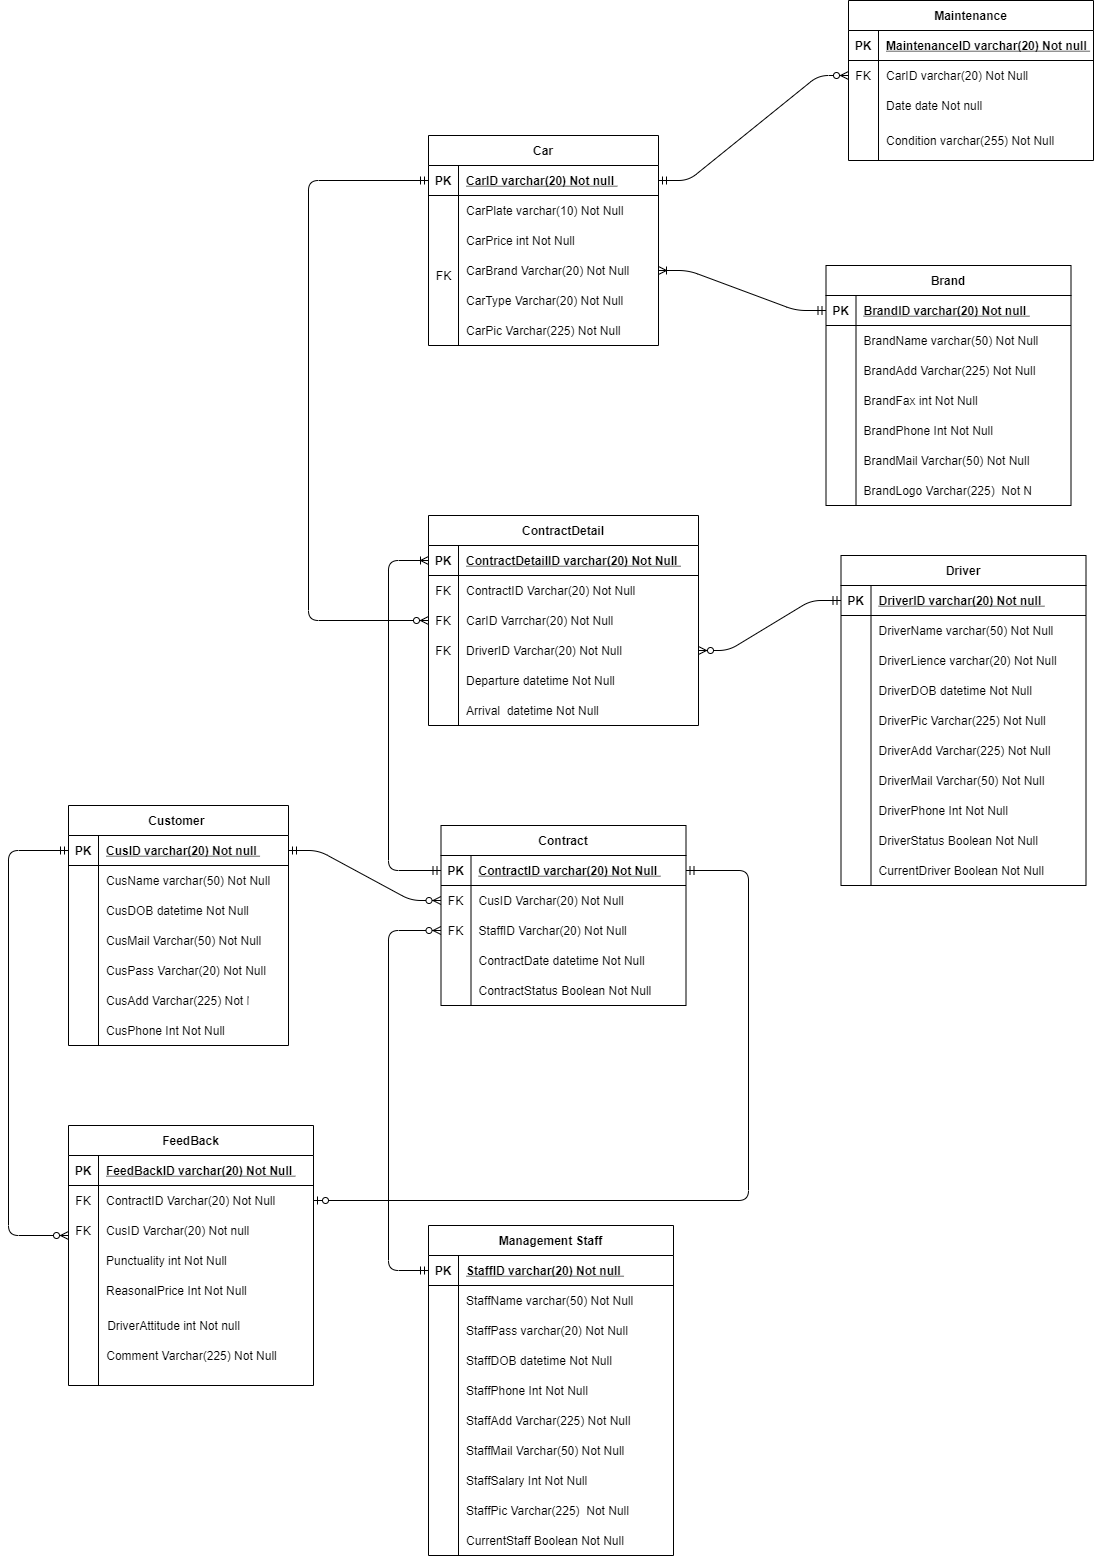 Maintenance
PK MaintenanceID varchar(20) Not null
FK CarID varchar(20) Not Null
Date date Not null
Condition varchar(255) Not Null
Car
PK CarID varchar(20) Not null
CarPlate varchar(10) Not Null
CarPrice int Not Null
FK CarBrand Varchar(20) Not Null
CarType Varchar(20) Not Null
CarPic Varchar(225) Not Null
Brand
PK BrandID varchar(20) Not null
BrandName varchar(50) Not Null
BrandAdd Varchar(225) Not Null
BrandFax int Not Null
BrandPhone Int Not Null
BrandMail Varchar(50) Not Null
BrandLogo Varchar(225) Not N
ContractDetail
PK ContractDetailID varchar(20) Not Null
FK ContractID Varchar(20) Not Null
FK CarID Varrchar(20) Not Null
FK DriverID Varchar(20) Not Null
Departure datetime Not Null
Arrival datetime Not Null
Driver
PK DriverID varchar(20) Not null
DriverName varchar(50) Not Null
DriverLience varchar(20) Not Null
DriverDOB datetime Not Null
DriverPic Varchar(225) Not Null
DriverAdd Varchar(225) Not Null
DriverMail Varchar(50) Not Null
DriverPhone Int Not Null
DriverStatus Boolean Not Null
CurrentDriver Boolean Not Null
Customer
PK CusID varchar(20) Not null
CusName varchar(50) Not Null
CusDOB datetime Not Null
CusMail Varchar(50) Not Null
CusPass Varchar(20) Not Null
CusAdd Varchar(225) Not
CusPhone Int Not Null
Contract
PK ContractID varchar(20) Not Null
FK CusID Varchar(20) Not Null
FK StaffID Varchar(20) Not Null
ContractDate datetime Not Null
ContractStatus Boolean Not Null
FeedBack
PK FeedBackID varchar(20) Not Null
FK ContractID Varchar(20) Not Null
FK CusID Varchar(20) Not null
Punctuality int Not Null
ReasonalPrice Int Not Null
DriverAttitude int Not null
Comment Varchar(225) Not Null
Management Staff
PK StaffID varchar(20) Not null
StaffName varchar(50) Not Null
StaffPass varchar(20) Not Null
StaffDOB datetime Not Null
StaffPhone Int Not Null
StaffAdd Varchar(225) Not Null
StaffMail Varchar(50) Not Null
StaffSalary Int Not Null
StaffPic Varchar(225) Not Null
CurrentStaff Boolean Not Null